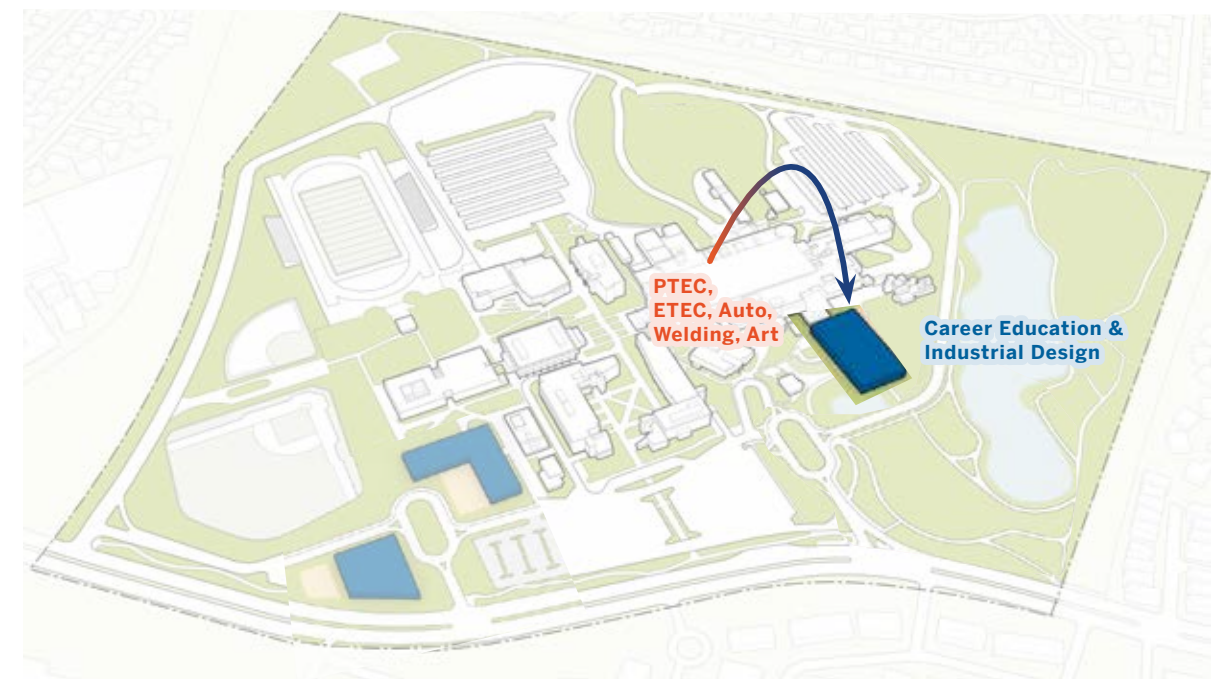 PTEC,
ETEC, Auto,
Welding, Art
Career Education &
Industrial Design